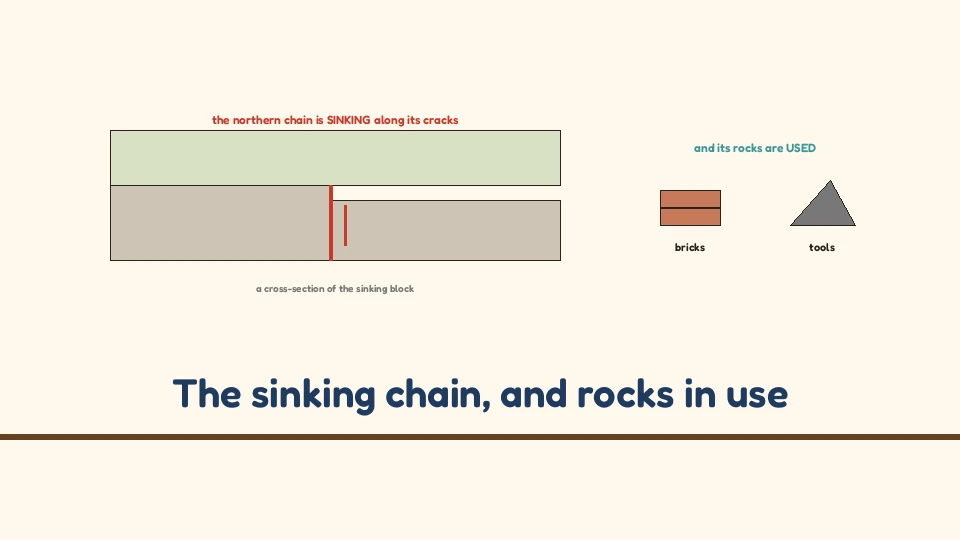 the northern chain is SINKING along its cracks
and its rocks are USED
bricks
tools
a cross-section of the sinking block
The sinking chain, and rocks in use